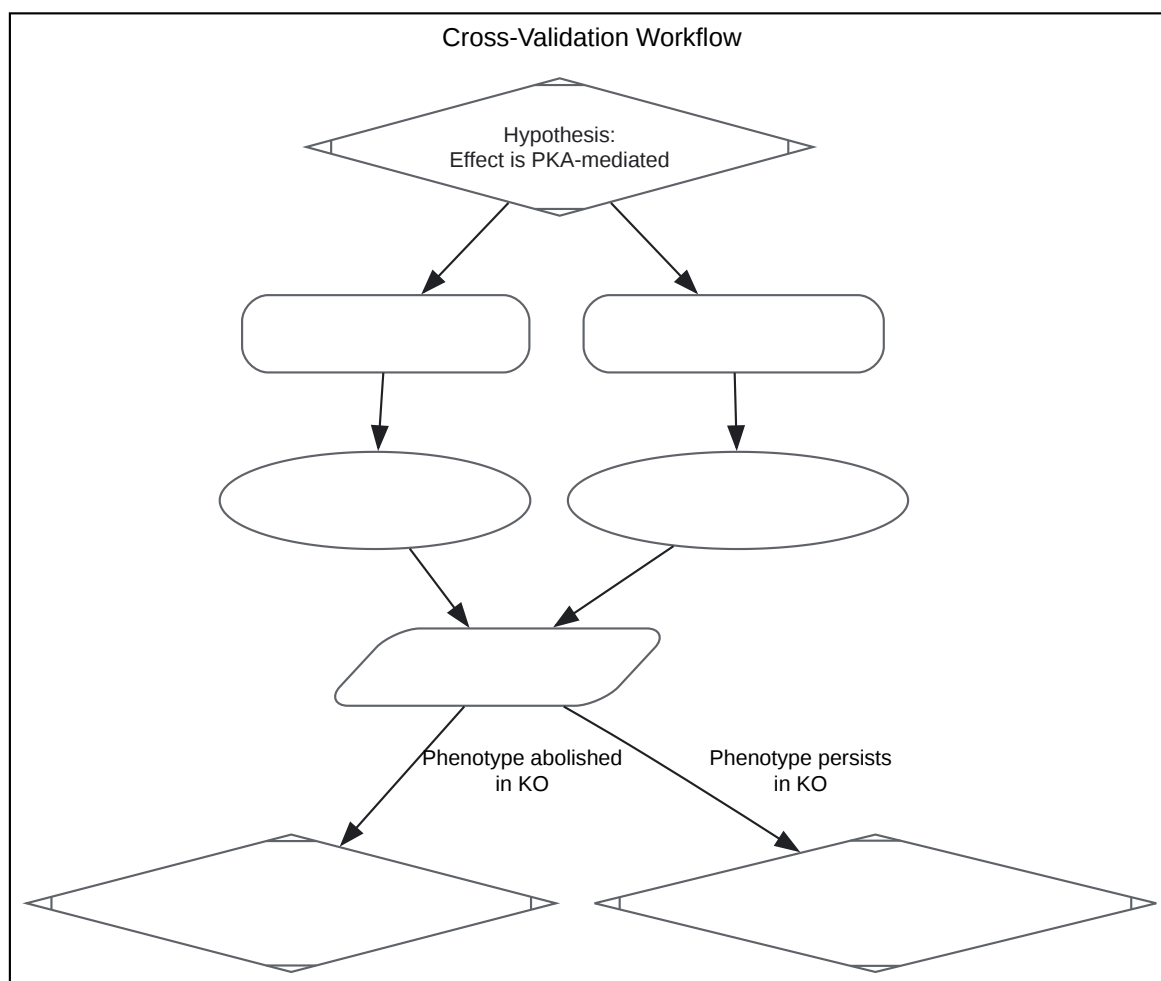 Cross-Validation Workflow
Hypothesis:
Effect is PKA-mediated
Phenotype abolished
in KO
Phenotype persists
in KO